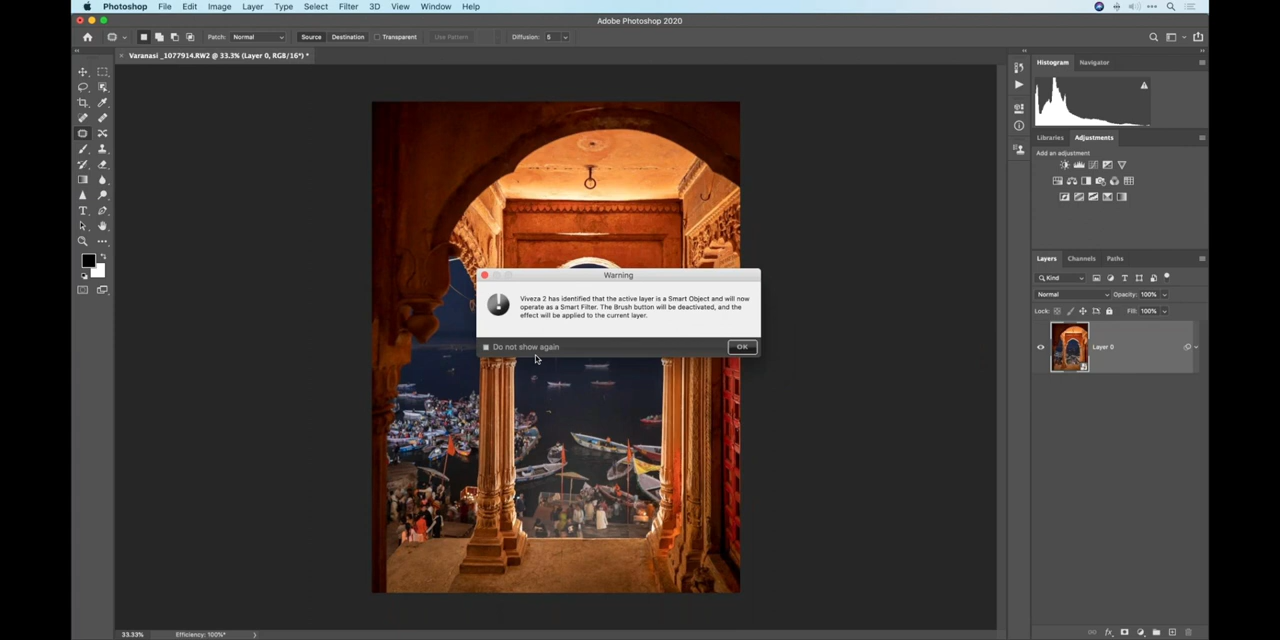 Photoshop File Edit Image Layer Type Select Filter 3D View Window Help
Adobe Photoshop 2020
Patch: Normal Source Destination Transparent Use Pattern Diffusion: 5
Varanasi _1077914.RW2 @ 33.3% (Layer 0, RGB/16*) *
Histogram Navigator
Libraries Adjustments
Add an adjustment
Warning
Viveza 2 has identified that the active layer is a Smart Object and will now
operate as a Smart Filter. The Brush button will be deactivated, and the
effect will be applied to the current layer.
Do not show again OK
Layers Channels Paths
Kind
Normal Opacity: 100%
Lock: Fill: 100%
Layer 0
33.33% Efficiency: 100%*